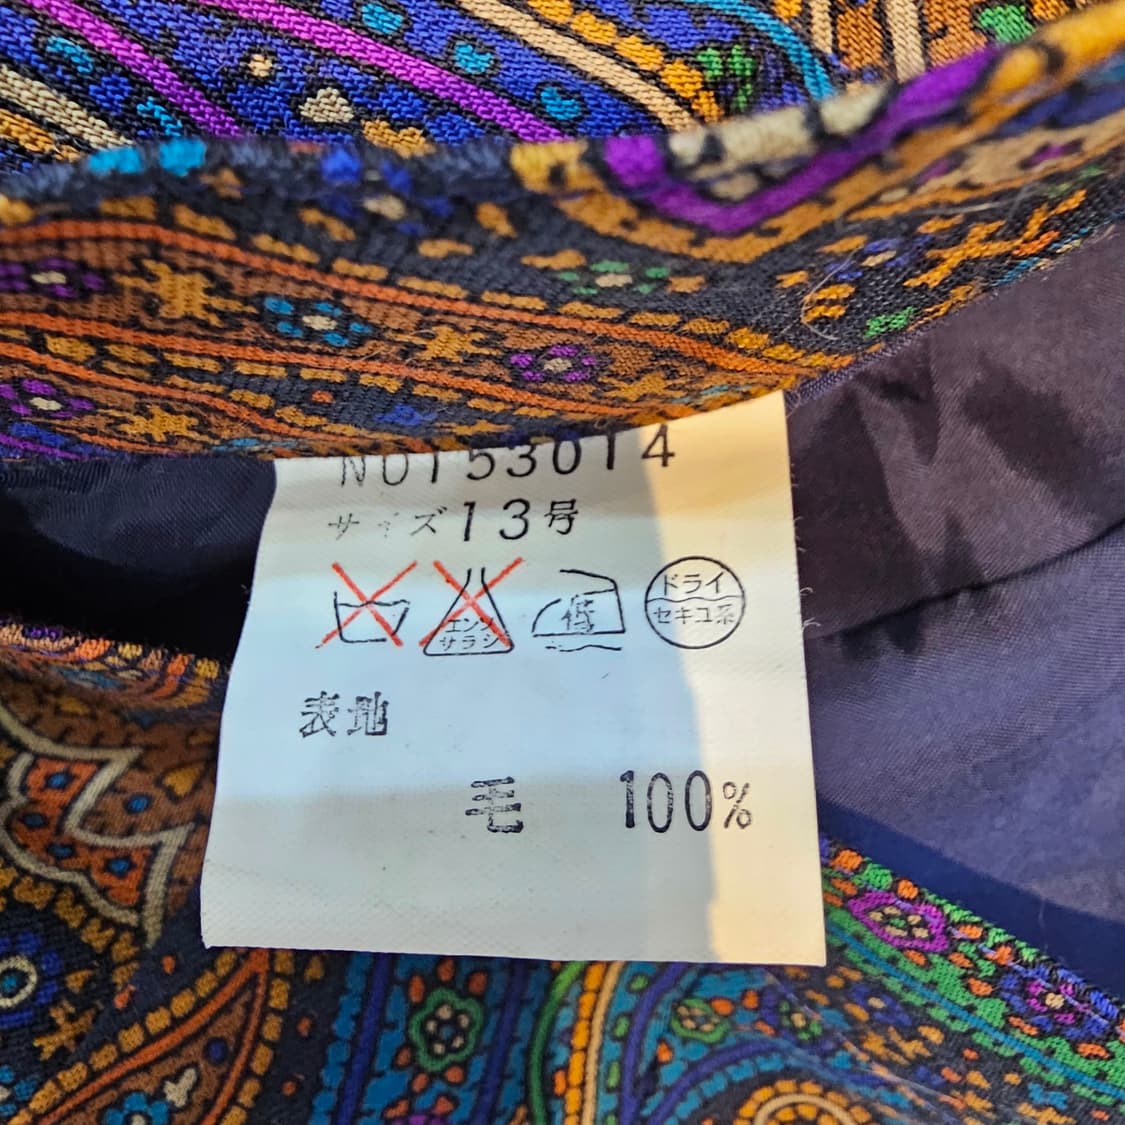 NO153014
サイズ13号
エンソ
サラシ
低
ドライ
セキユ系
表地
毛 100%